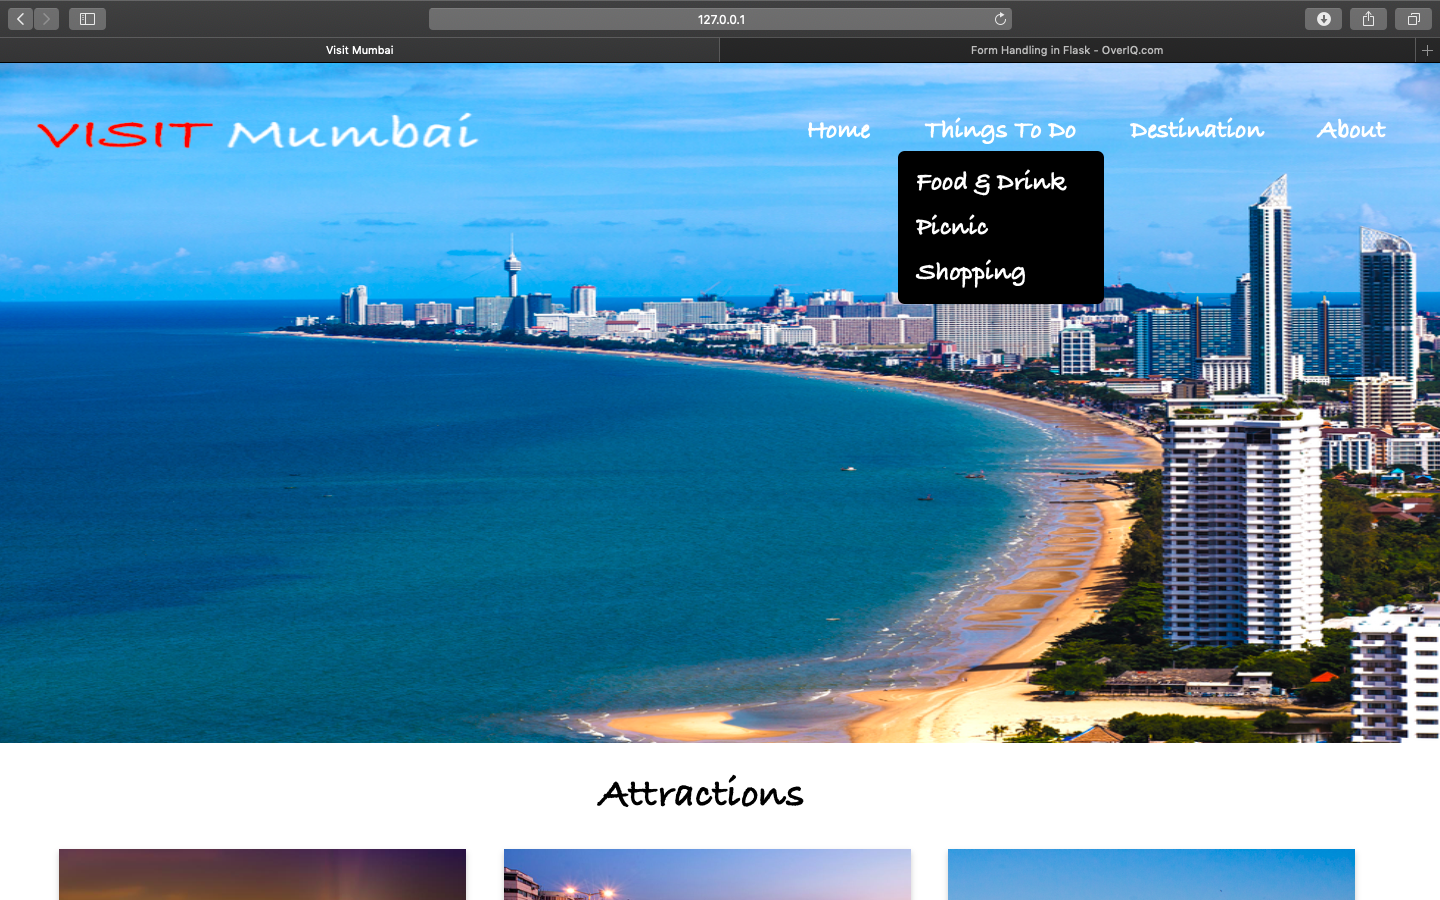 127.0.0.1
Visit Mumbai
Form Handling in Flask - OverIQ.com
VISIT Mumbai
Home
Things To Do
Destination
About
Food & Drink
Picnic
Shopping
Attractions